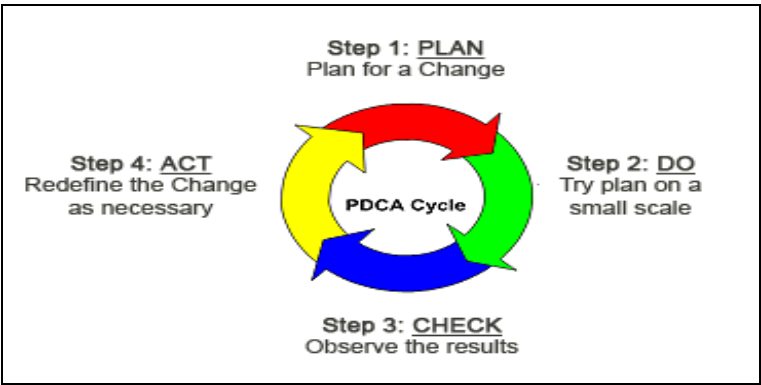 Step 1: PLAN
Plan for a Change
Step 4: ACT
Redefine the Change
as necessary
PDCA Cycle
Step 2: DO
Try plan on a
small scale
Step 3: CHECK
Observe the results